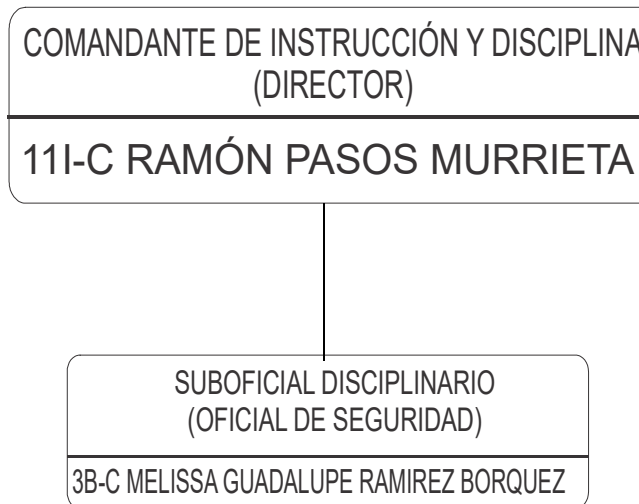 COMANDANTE DE INSTRUCCIÓN Y DISCIPLINA
(DIRECTOR)
11I-C RAMÓN PASOS MURRIETA
SUBOFICIAL DISCIPLINARIO
(OFICIAL DE SEGURIDAD)
3B-C MELISSA GUADALUPE RAMIREZ BORQUEZ